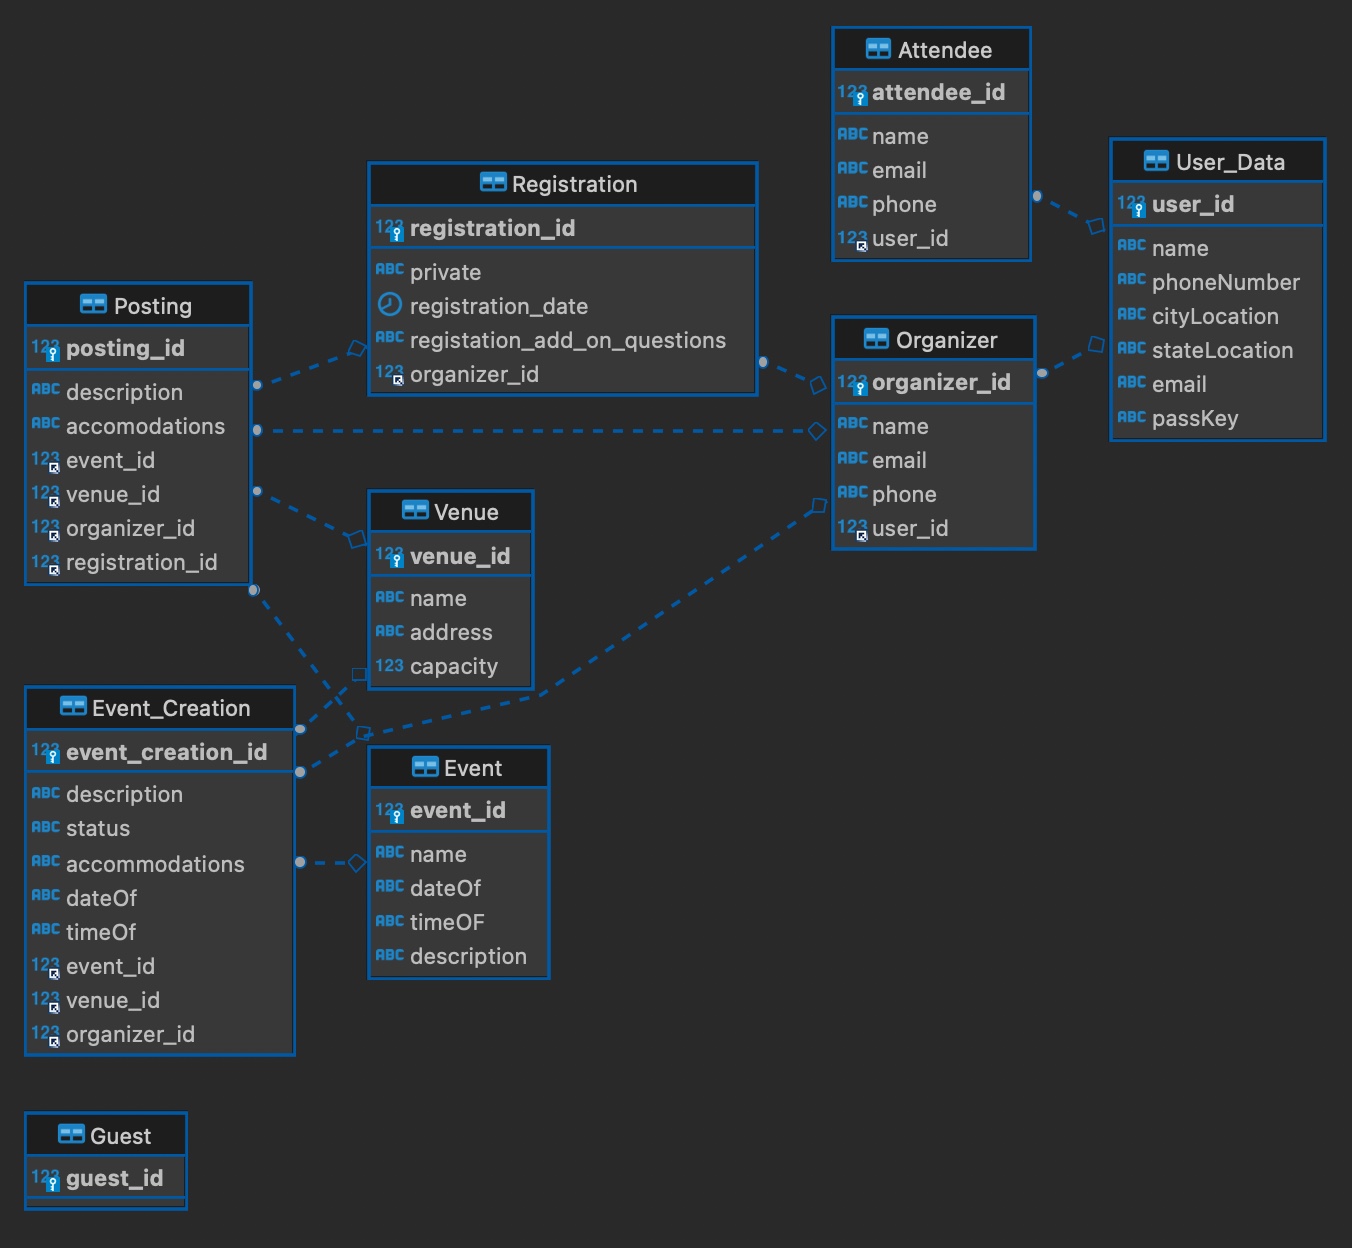 Attendee
123 attendee_id
ABC name
ABC email
ABC phone
123 user_id
User_Data
123 user_id
ABC name
ABC phoneNumber
ABC cityLocation
ABC stateLocation
ABC email
ABC passKey
Registration
123 registration_id
ABC private
registration_date
ABC registation_add_on_questions
123 organizer_id
Posting
123 posting_id
ABC description
ABC accomodations
123 event_id
123 venue_id
123 organizer_id
123 registration_id
Organizer
123 organizer_id
ABC name
ABC email
ABC phone
123 user_id
Venue
123 venue_id
ABC name
ABC address
123 capacity
Event_Creation
123 event_creation_id
ABC description
ABC status
ABC accommodations
ABC dateOf
ABC timeOf
123 event_id
123 venue_id
123 organizer_id
Event
123 event_id
ABC name
ABC dateOf
ABC timeOF
ABC description
Guest
123 guest_id